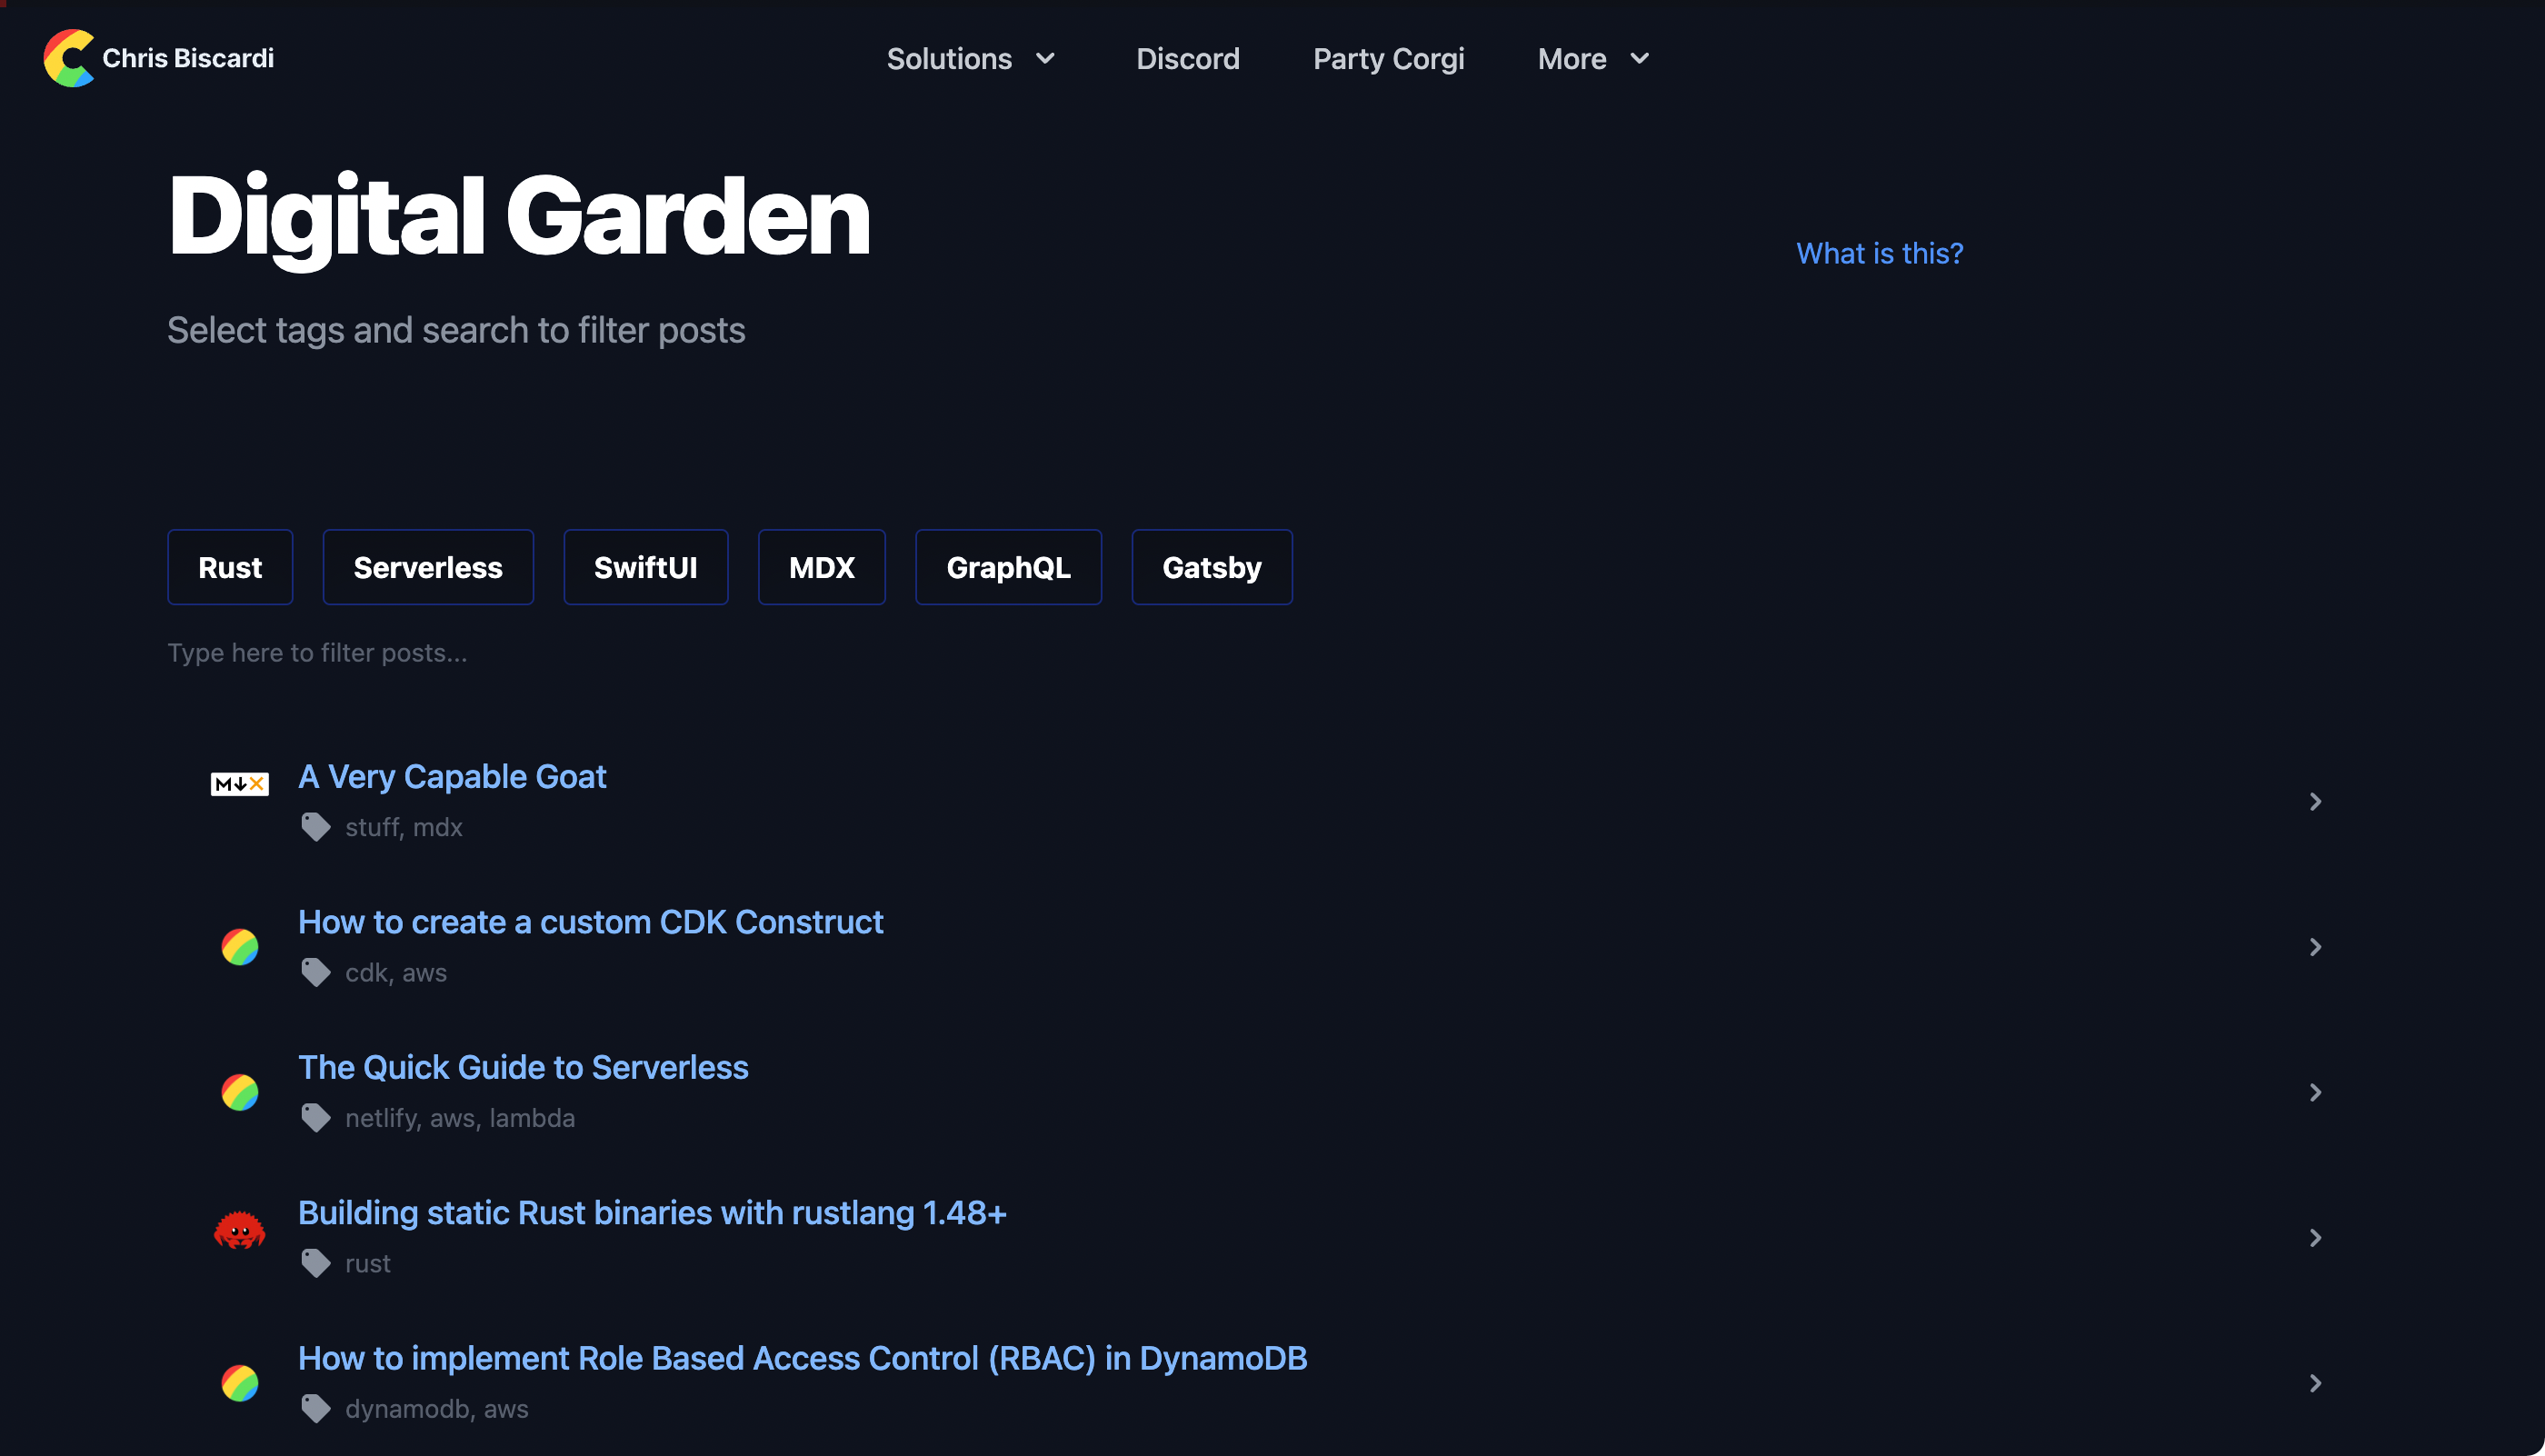 Chris Biscardi
Solutions
Discord
Party Corgi
More
Digital Garden
What is this?
Select tags and search to filter posts
Rust
Serverless
SwiftUI
MDX
GraphQL
Gatsby
Type here to filter posts...
M↓X
A Very Capable Goat
stuff, mdx
How to create a custom CDK Construct
cdk, aws
The Quick Guide to Serverless
netlify, aws, lambda
Building static Rust binaries with rustlang 1.48+
rust
How to implement Role Based Access Control (RBAC) in DynamoDB
dynamodb, aws